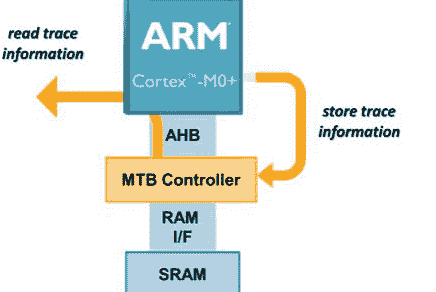 read trace
information
ARM
Cortex™-M0+
store trace
information
AHB
MTB Controller
RAM
I/F
SRAM